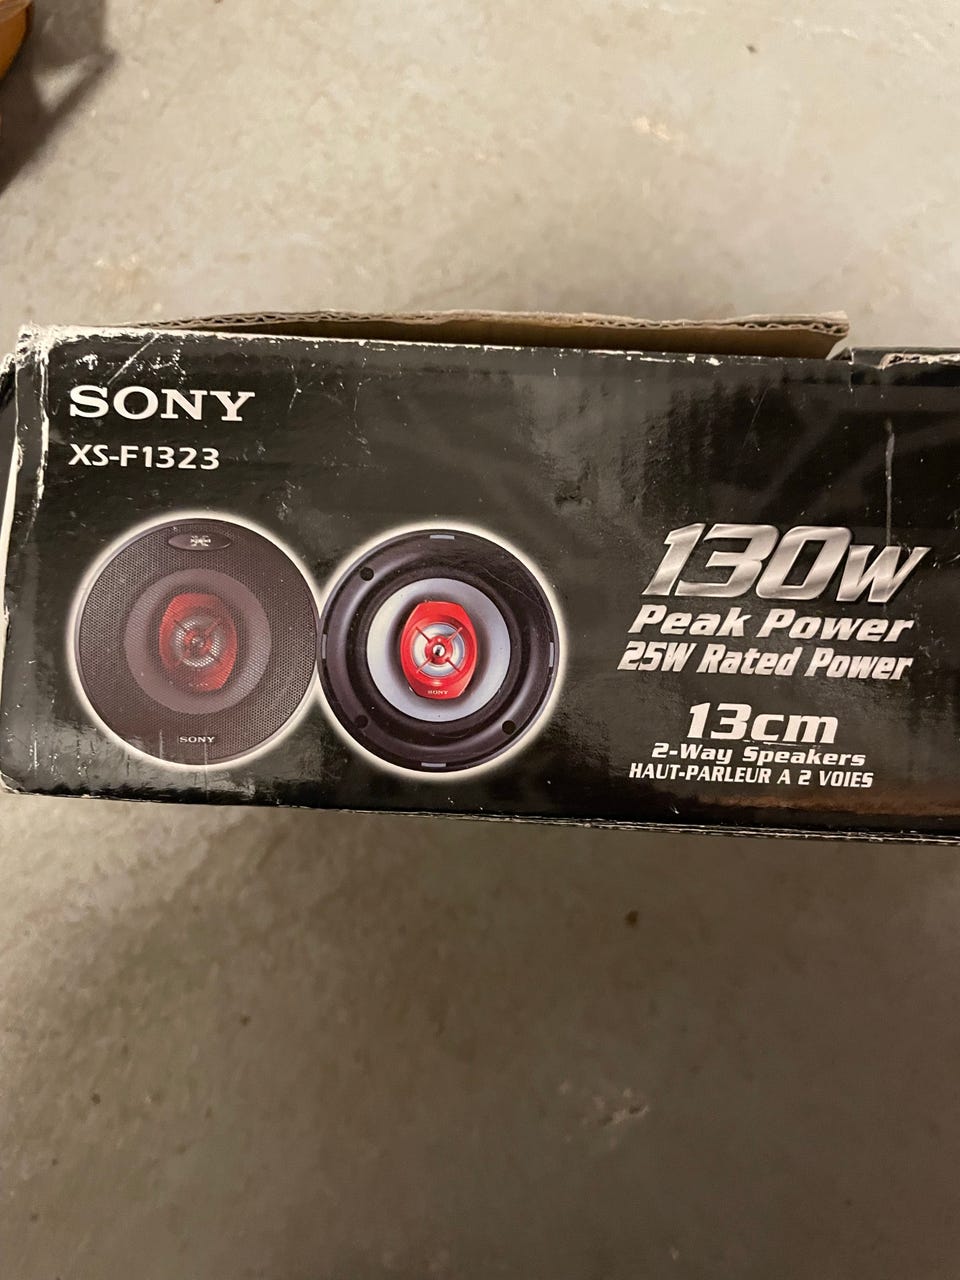 SONY
XS-F1323
130W
Peak Power
25W Rated Power
13cm
2-Way Speakers
HAUT-PARLEUR A 2 VOIES
SONY
SONY